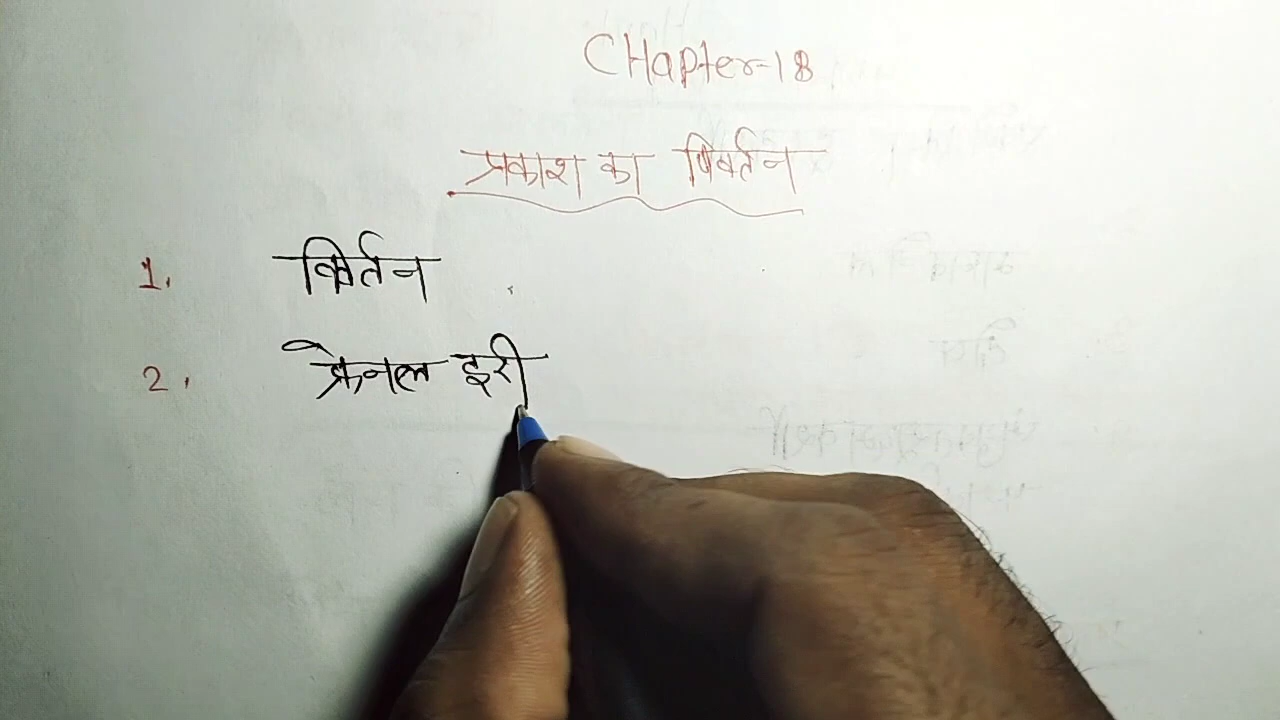 CHapter-18
प्रकाश का विवर्तन
1. विवर्तन
2. फ्रेनल दूरी